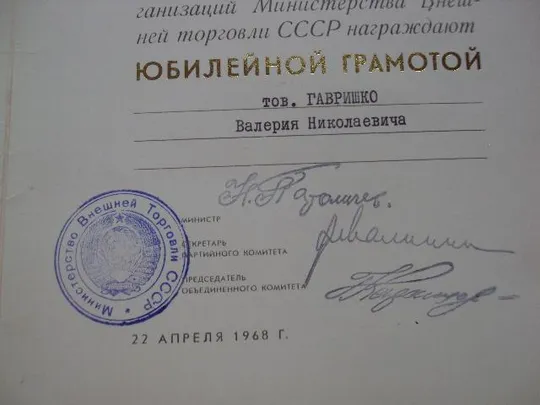 ганизаций Министерства Внеш-
ней торговли СССР награждают
ЮБИЛЕЙНОЙ ГРАМОТОЙ
тов. ГАВРИШКО
Валерия Николаевича
Н. Патоличев
МИНИСТР
СЕКРЕТАРЬ
ПАРТИЙНОГО КОМИТЕТА
ПРЕДСЕДАТЕЛЬ
ОБЪЕДИНЕННОГО КОМИТЕТА
Министерство Внешней Торговли СССР
22 АПРЕЛЯ 1968 Г.